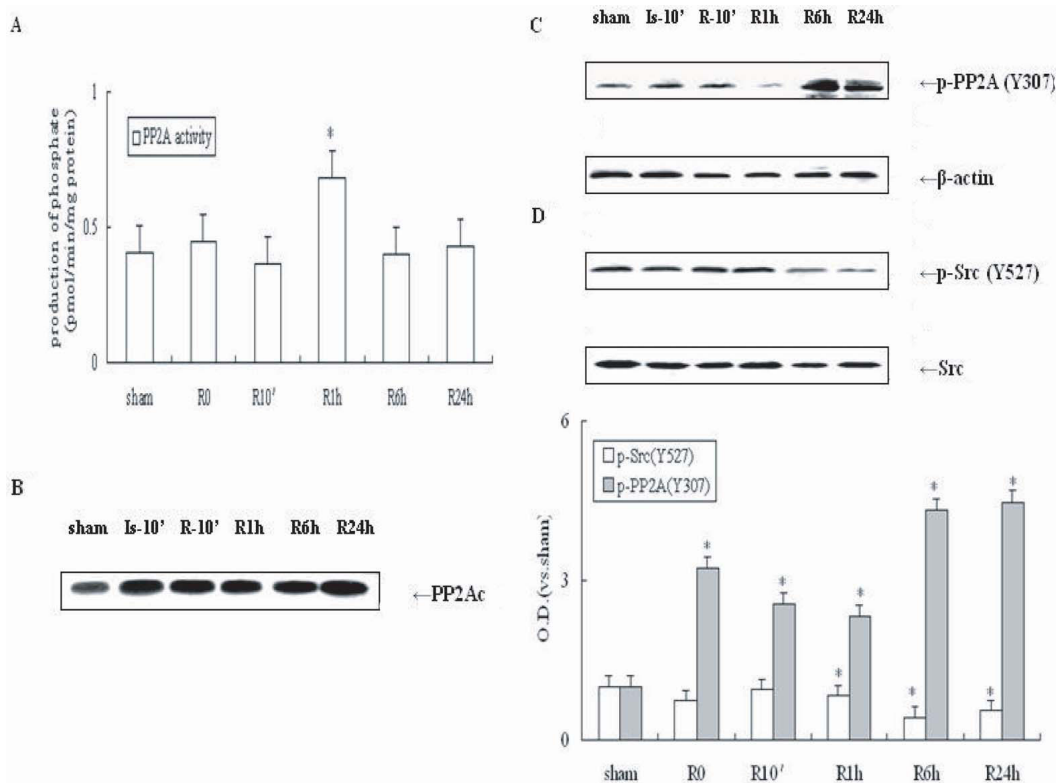 A
1
PP2A activity
*
0.5
0
production of phosphate
(pmol/min/mg protein)
sham R0 R10' R1h R6h R24h
B
sham Is-10' R-10' R1h R6h R24h
←PP2Ac
C
sham Is-10' R-10' R1h R6h R24h
←p-PP2A (Y307)
←β-actin
D
←p-Src (Y527)
←Src
6
p-Src(Y527)
p-PP2A(Y307)
* * * * * * *
3
0
O.D.(vs.sham)
sham R0 R10' R1h R6h R24h